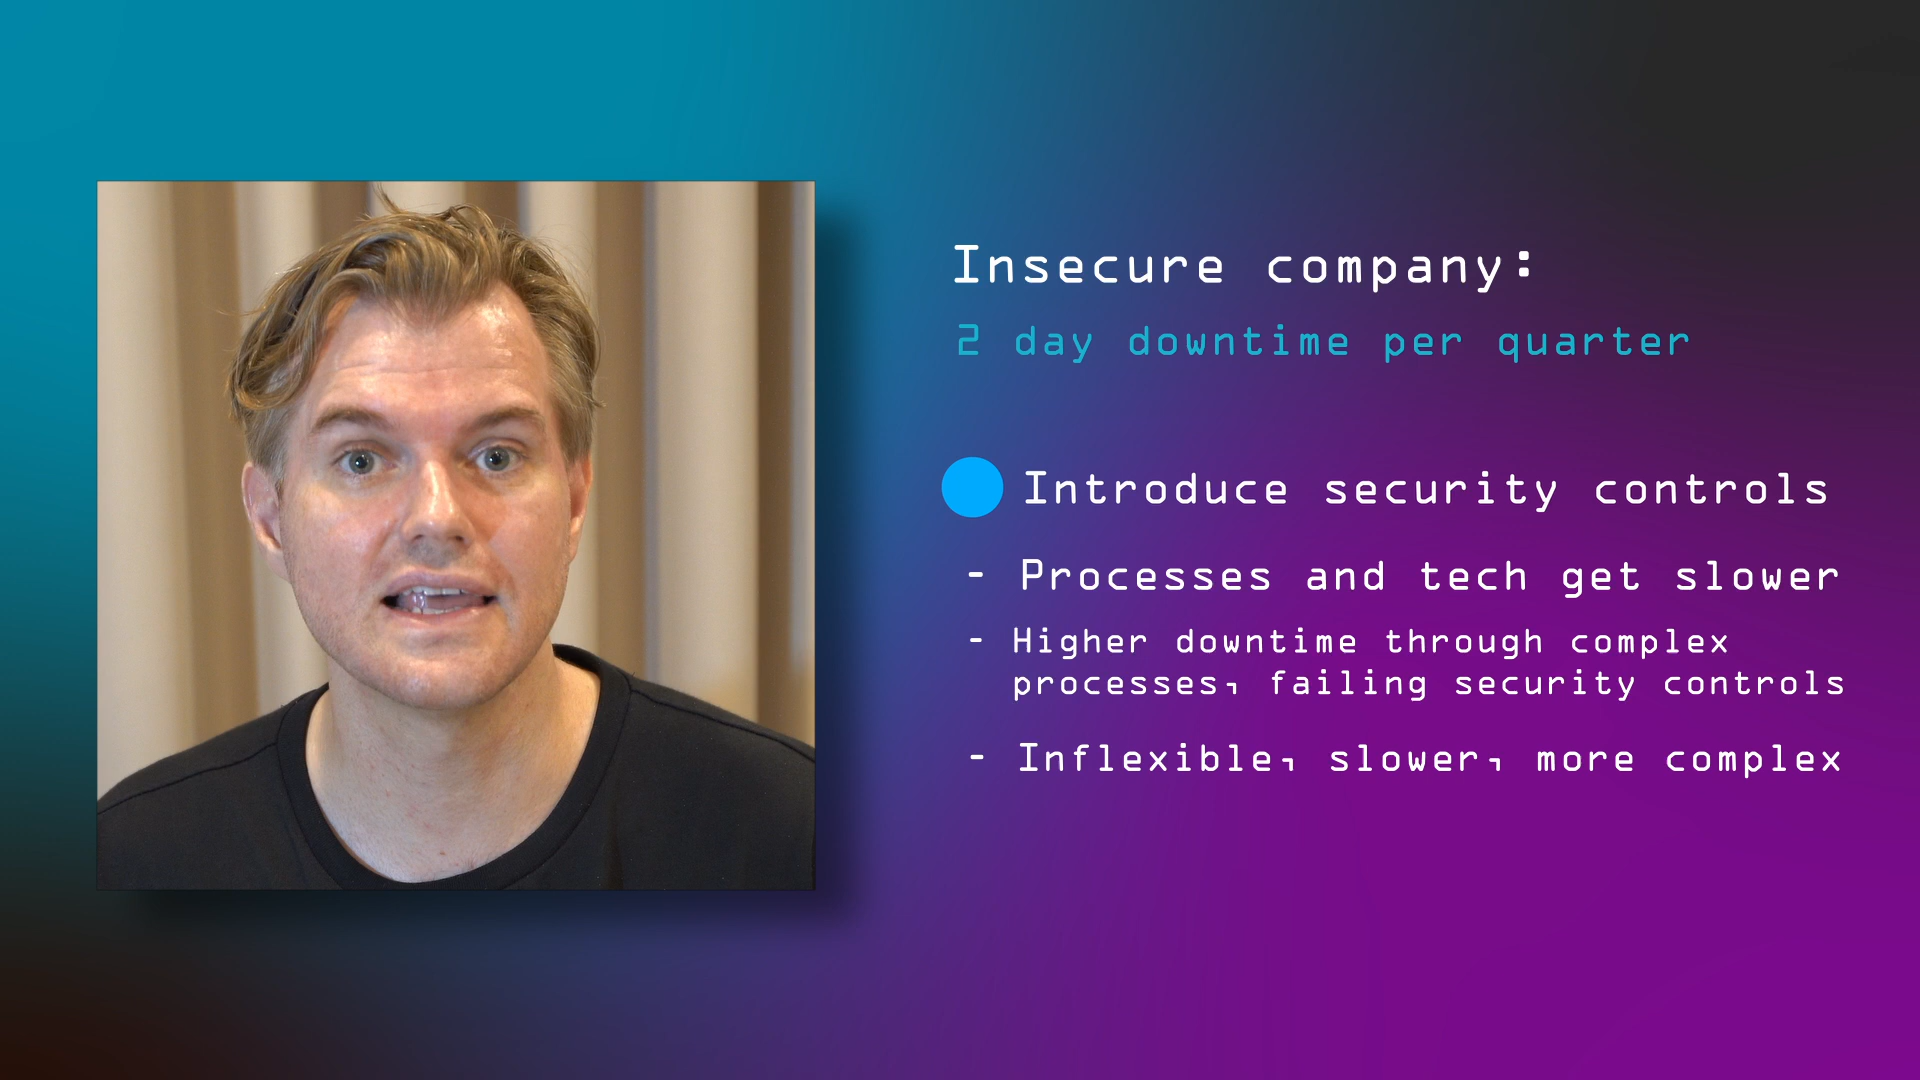 Insecure company:
2 day downtime per quarter
Introduce security controls
- Processes and tech get slower
- Higher downtime through complex
processes, failing security controls
- Inflexible, slower, more complex